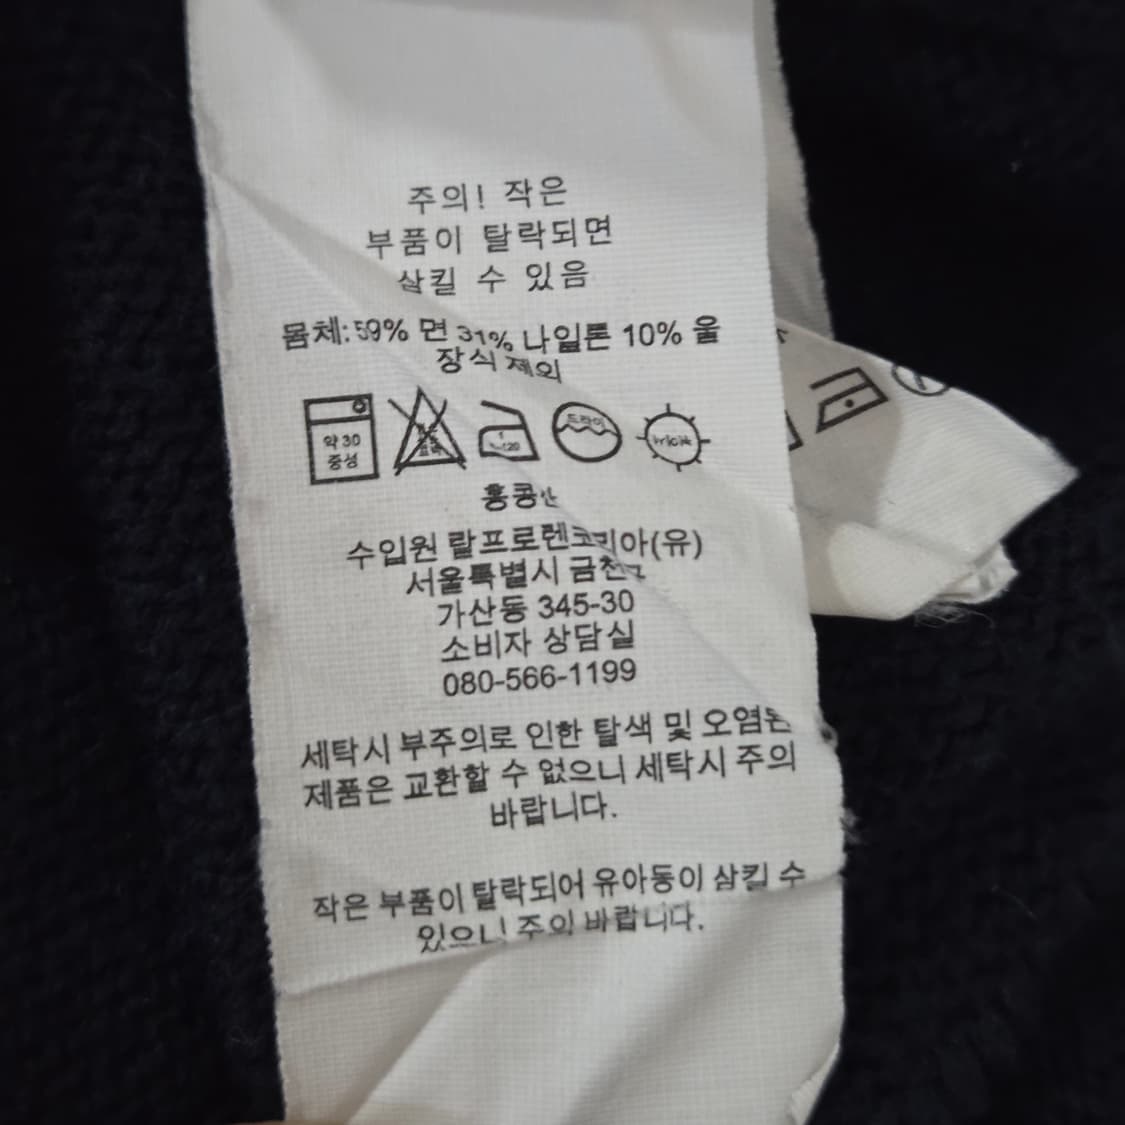 주의! 작은
부품이 탈락되면
삼킬 수 있음
몸체: 59% 면 31% 나일론 10% 울
장식 제외
약 30
중성
드라이
홍콩산
수입원 랄프로렌코리아(유)
서울특별시 금천구
가산동 345-30
소비자 상담실
080-566-1199
세탁시 부주의로 인한 탈색 및 오염된
제품은 교환할 수 없으니 세탁시 주의
바랍니다.
작은 부품이 탈락되어 유아동이 삼킬 수
있으니 주의 바랍니다.